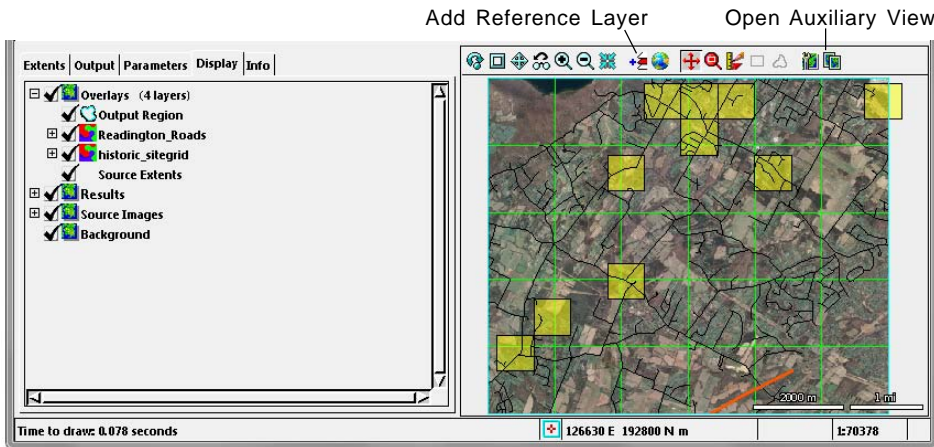 Add Reference Layer Open Auxiliary View
Extents Output Parameters Display Info
Overlays (4 layers)
Output Region
Readington_Roads
historic_sitegrid
Source Extents
Results
Source Images
Background
2000 m 1 mi
Time to draw: 0.078 seconds 126630 E 192800 N m 1:70378